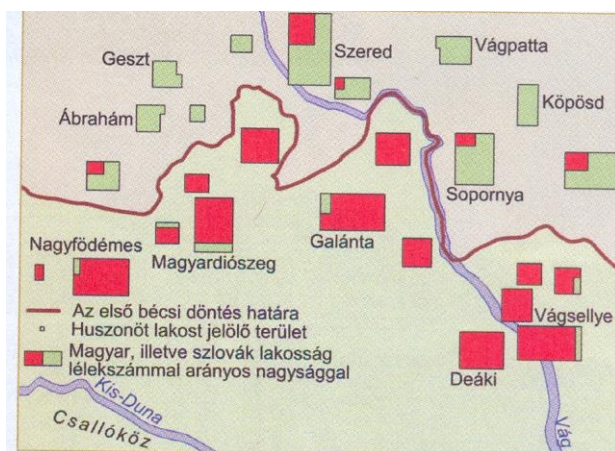 Geszt
Szered
Vágpatta
Ábrahám
Köpösd
Sopornya
Galánta
Nagyfödémes
Magyardiószeg
Az első bécsi döntés határa
Huszonöt lakost jelölő terület
Magyar, illetve szlovák lakosság
lélekszámmal arányos nagysággal
Vágsellye
Deáki
Kis-Duna
Csallóköz
Vág